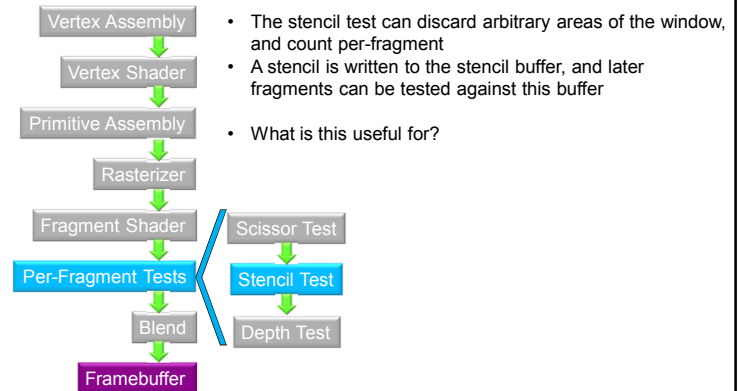 Vertex Assembly
Vertex Shader
Primitive Assembly
Rasterizer
Fragment Shader
Per-Fragment Tests
Blend
Framebuffer
Scissor Test
Stencil Test
Depth Test
• The stencil test can discard arbitrary areas of the window,
and count per-fragment
• A stencil is written to the stencil buffer, and later
fragments can be tested against this buffer
• What is this useful for?